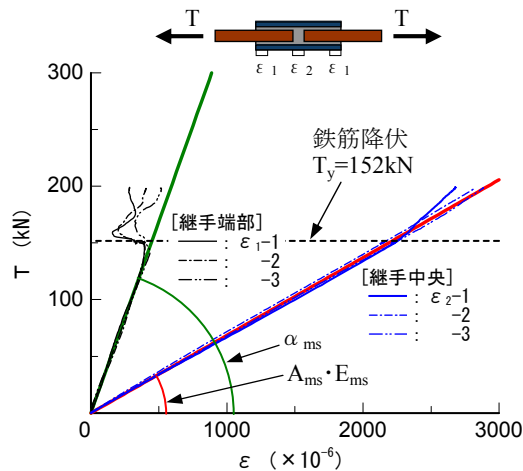 T T
ε 1 ε 2 ε 1
300
200
100
0
T (kN)
鉄筋降伏
Ty=152kN
[継手端部]
: ε1-1
: -2
: -3
[継手中央]
: ε2-1
: -2
: -3
αms
Ams・Ems
0 1000 2000 3000
ε (×10-6)